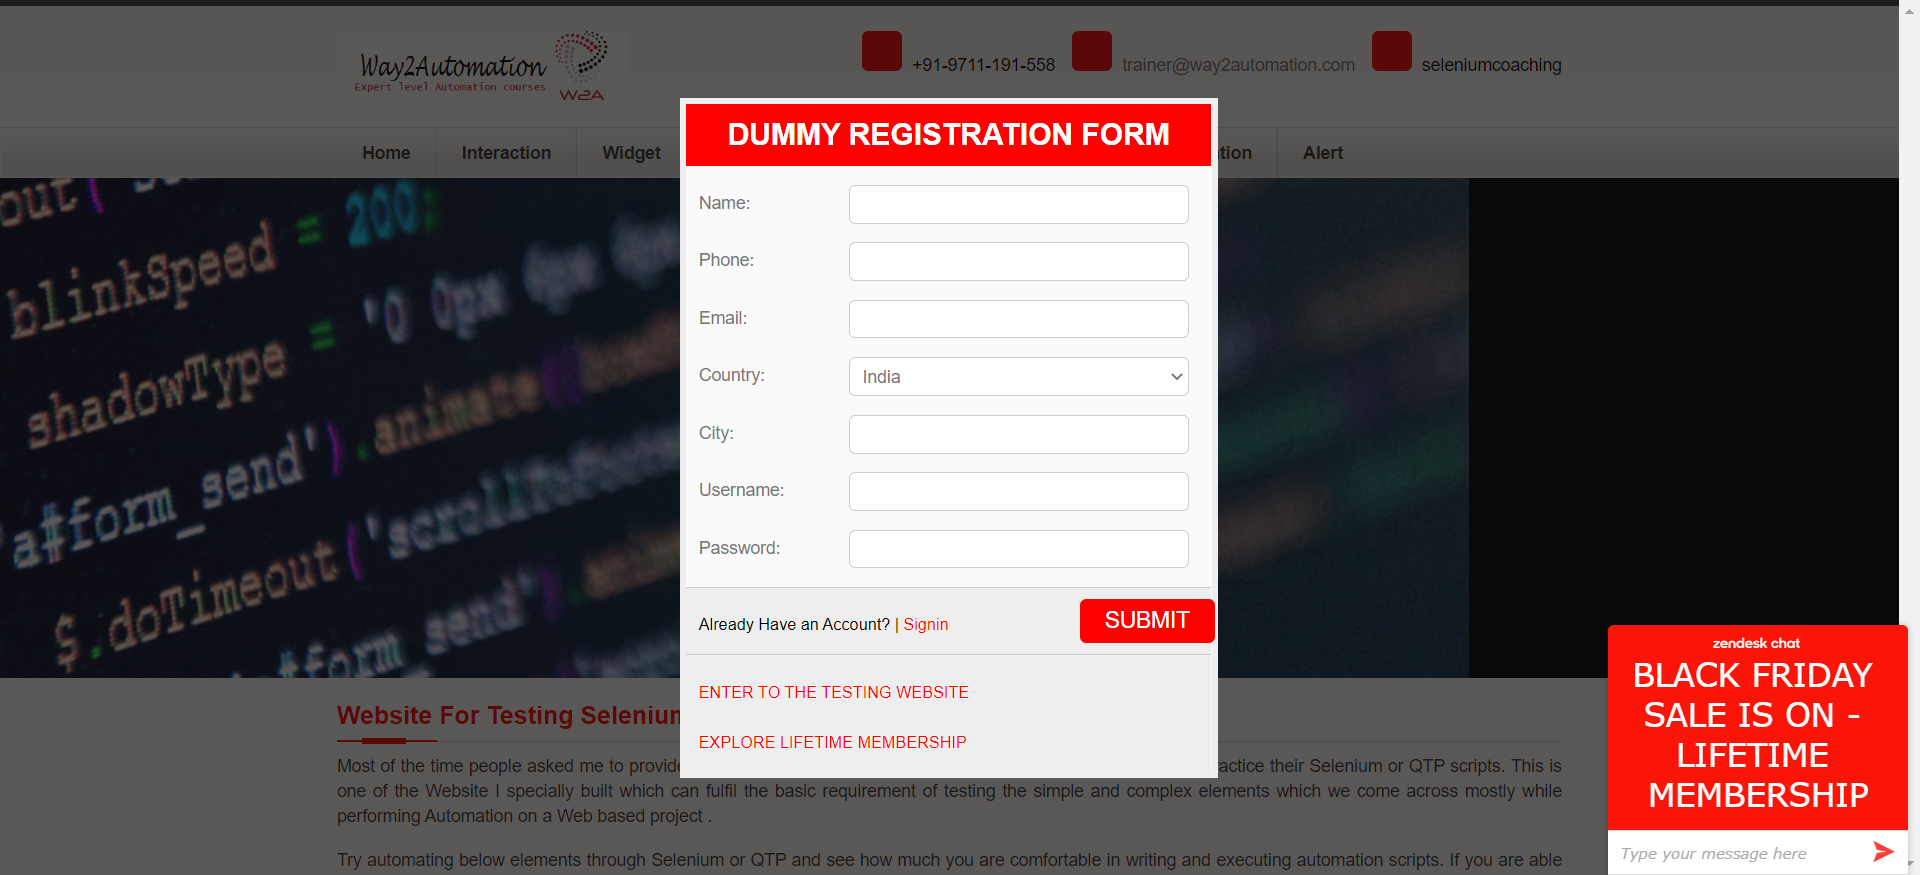 Way2Automation
Expert level Automation courses
W2A
+91-9711-191-558
trainer@way2automation.com
seleniumcoaching
Home
Interaction
Widget
tion
Alert
out('
blinkSpeed = 200;
shadowType = '0 0px 0px 0px
a#form_send').animate
'a#form_send
$.doTimeout('scroll
#form_send').
DUMMY REGISTRATION FORM
Name:
Phone:
Email:
Country:
India
City:
Username:
Password:
Already Have an Account? | Signin
SUBMIT
ENTER TO THE TESTING WEBSITE
EXPLORE LIFETIME MEMBERSHIP
Website For Testing Selenium
Most of the time people asked me to provide
actice their Selenium or QTP scripts. This is
one of the Website I specially built which can fulfil the basic requirement of testing the simple and complex elements which we come across mostly while
performing Automation on a Web based project .
Try automating below elements through Selenium or QTP and see how much you are comfortable in writing and executing automation scripts. If you are able
zendesk chat
BLACK FRIDAY
SALE IS ON -
LIFETIME
MEMBERSHIP
Type your message here